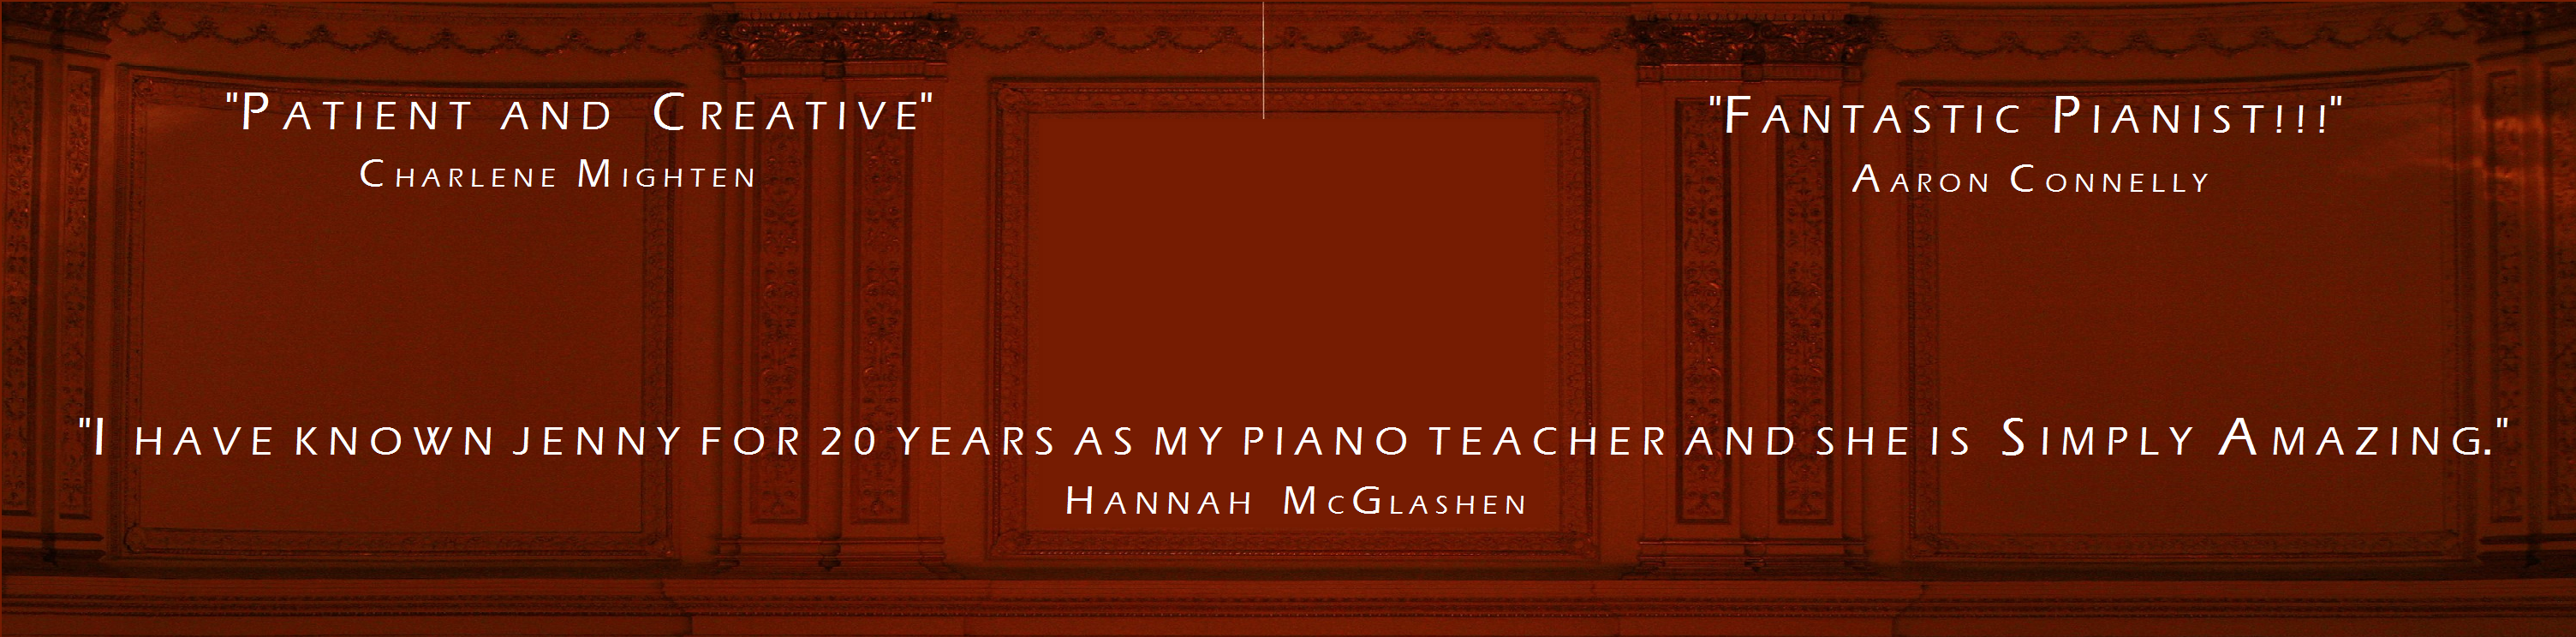 "Patient and Creative"
Charlene Mighten
"Fantastic Pianist!!!"
Aaron Connelly
"I have known Jenny for 20 years as my piano teacher and she is Simply Amazing."
Hannah McGlashen